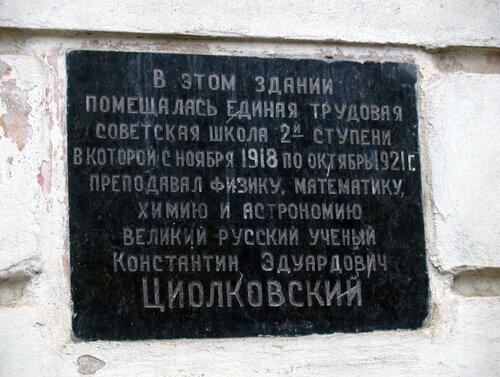 В ЭТОМ ЗДАНИИ
ПОМЕЩАЛАСЬ ЕДИНАЯ ТРУДОВАЯ
СОВЕТСКАЯ ШКОЛА 2Й СТУПЕНИ
В КОТОРОЙ С НОЯБРЯ 1918 ПО ОКТЯБРЬ 1921 Г.
ПРЕПОДАВАЛ ФИЗИКУ, МАТЕМАТИКУ,
ХИМИЮ И АСТРОНОМИЮ
ВЕЛИКИЙ РУССКИЙ УЧЕНЫЙ
КОНСТАНТИН ЭДУАРДОВИЧ
ЦИОЛКОВСКИЙ